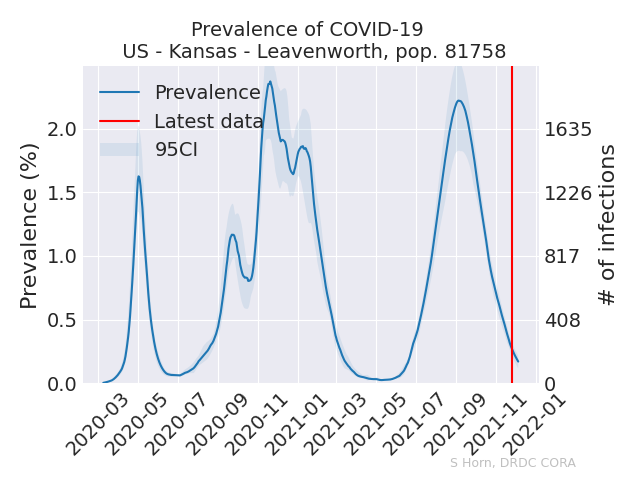 Prevalence of COVID-19
US - Kansas - Leavenworth, pop. 81758
Prevalence
Latest data
95CI
Prevalence (%)
2.0
1.5
1.0
0.5
0.0
# of infections
1635
1226
817
408
0
2020-03
2020-05
2020-07
2020-09
2020-11
2021-01
2021-03
2021-05
2021-07
2021-09
2021-11
2022-01
S Horn, DRDC CORA